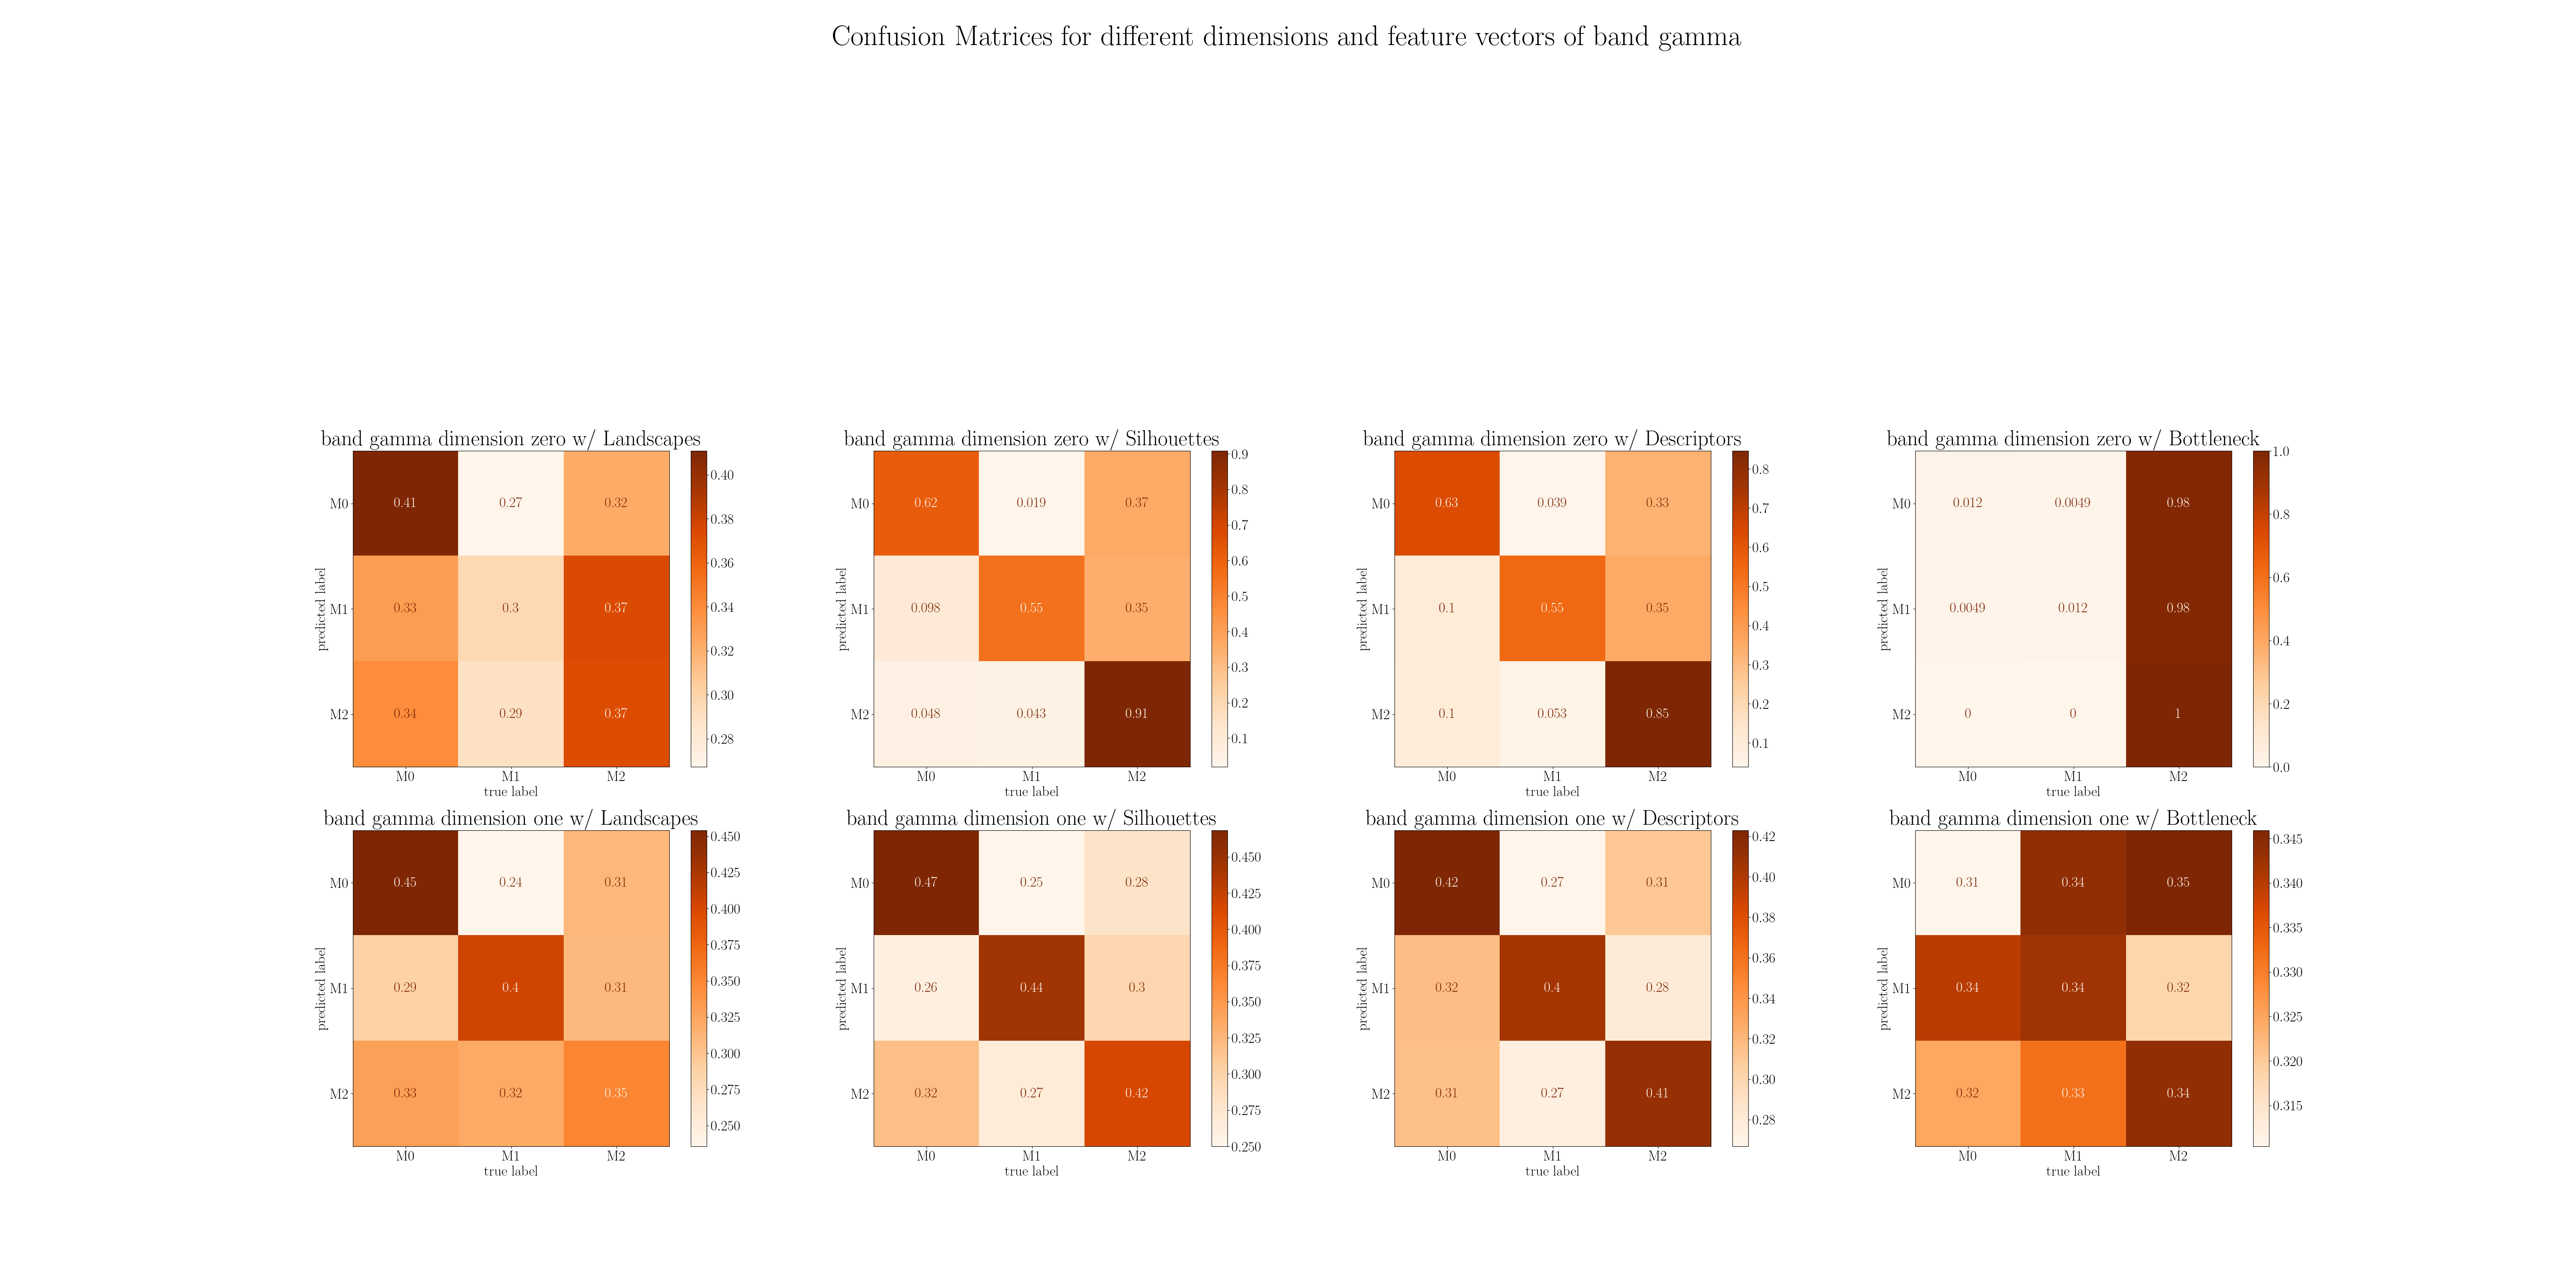 Confusion Matrices for different dimensions and feature vectors of band gamma
band gamma dimension zero w/ Landscapes
M0 0.41 0.27 0.32
M1 0.33 0.3 0.37
M2 0.34 0.29 0.37
M0 M1 M2
true label
predicted label
0.40
0.38
0.36
0.34
0.32
0.30
0.28
band gamma dimension zero w/ Silhouettes
M0 0.62 0.019 0.37
M1 0.098 0.55 0.35
M2 0.048 0.043 0.91
M0 M1 M2
true label
predicted label
0.9
0.8
0.7
0.6
0.5
0.4
0.3
0.2
0.1
band gamma dimension zero w/ Descriptors
M0 0.63 0.039 0.33
M1 0.1 0.55 0.35
M2 0.1 0.053 0.85
M0 M1 M2
true label
predicted label
0.8
0.7
0.6
0.5
0.4
0.3
0.2
0.1
band gamma dimension zero w/ Bottleneck
M0 0.012 0.0049 0.98
M1 0.0049 0.012 0.98
M2 0 0 1
M0 M1 M2
true label
predicted label
1.0
0.8
0.6
0.4
0.2
0.0
band gamma dimension one w/ Landscapes
M0 0.45 0.24 0.31
M1 0.29 0.4 0.31
M2 0.33 0.32 0.35
M0 M1 M2
true label
predicted label
0.450
0.425
0.400
0.375
0.350
0.325
0.300
0.275
0.250
band gamma dimension one w/ Silhouettes
M0 0.47 0.25 0.28
M1 0.26 0.44 0.3
M2 0.32 0.27 0.42
M0 M1 M2
true label
predicted label
0.450
0.425
0.400
0.375
0.350
0.325
0.300
0.275
0.250
band gamma dimension one w/ Descriptors
M0 0.42 0.27 0.31
M1 0.32 0.4 0.28
M2 0.31 0.27 0.41
M0 M1 M2
true label
predicted label
0.42
0.40
0.38
0.36
0.34
0.32
0.30
0.28
band gamma dimension one w/ Bottleneck
M0 0.31 0.34 0.35
M1 0.34 0.34 0.32
M2 0.32 0.33 0.34
M0 M1 M2
true label
predicted label
0.345
0.340
0.335
0.330
0.325
0.320
0.315